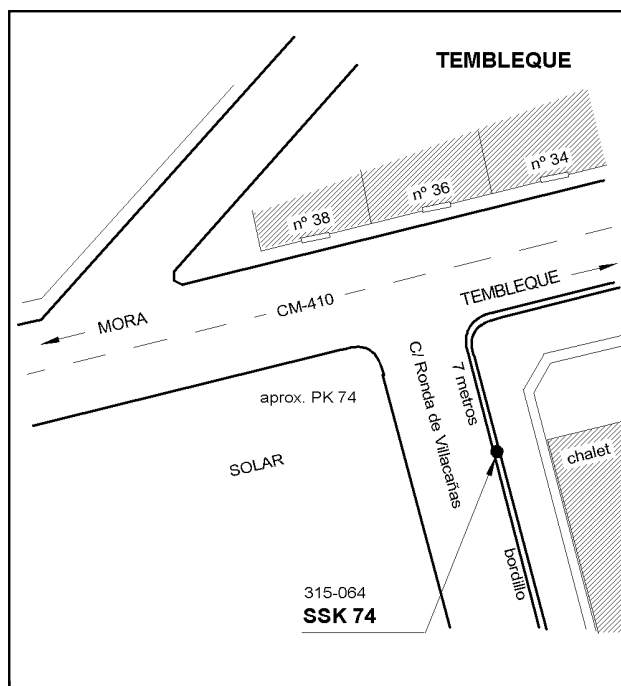 TEMBLEQUE
nº 34
nº 36
nº 38
TEMBLEQUE
CM-410
MORA
aprox. PK 74
C/ Ronda de Villacañas
7 metros
chalet
SOLAR
bordillo
315-064
SSK 74